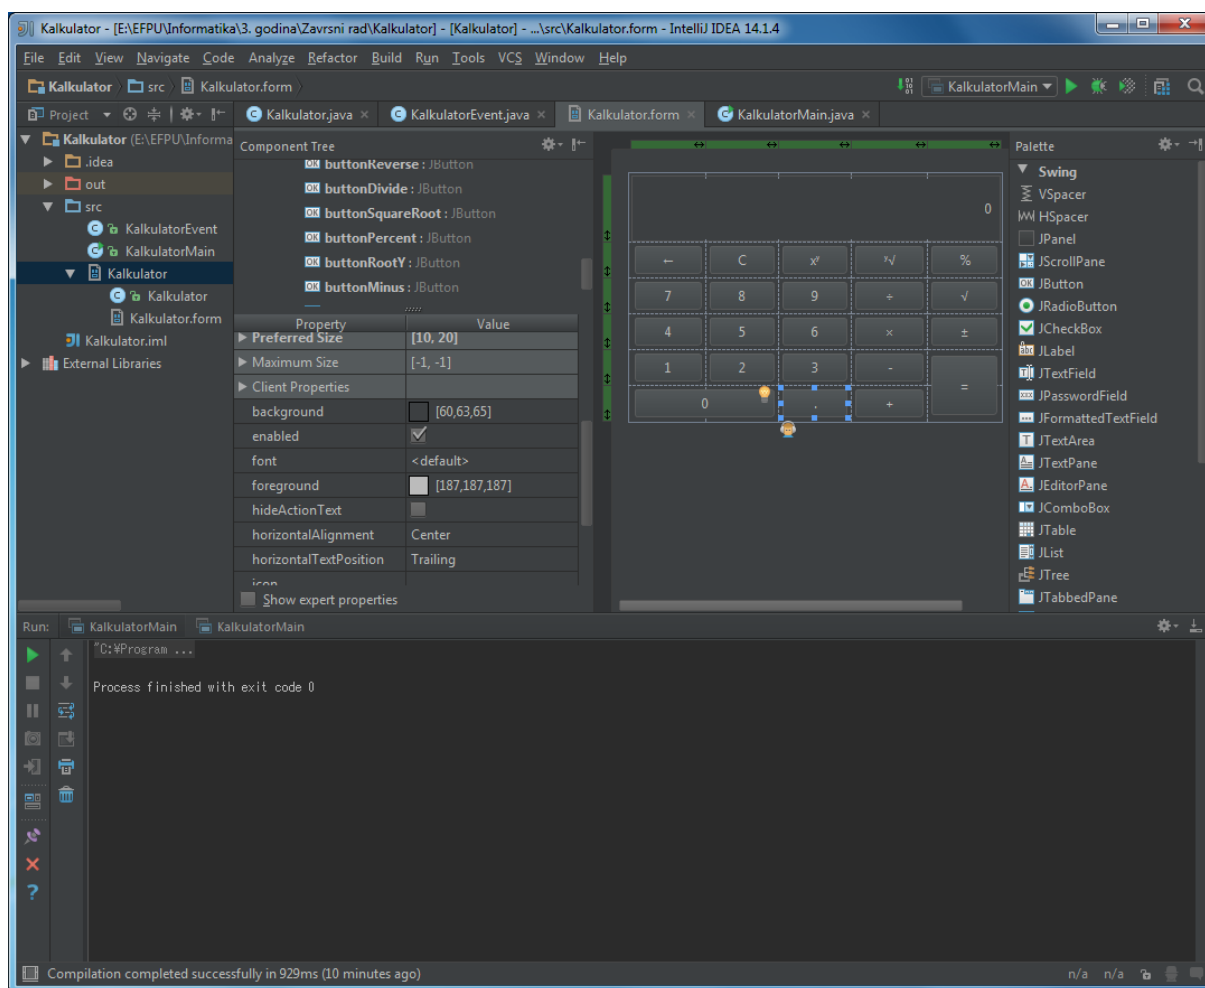 Kalkulator - [E:\EFPU\Informatika\3. godina\Zavrsni rad\Kalkulator] - [Kalkulator] - ...\src\Kalkulator.form - IntelliJ IDEA 14.1.4
File Edit View Navigate Code Analyze Refactor Build Run Tools VCS Window Help
Kalkulator src Kalkulator.form
KalkulatorMain
Project
Kalkulator.java KalkulatorEvent.java Kalkulator.form KalkulatorMain.java
Kalkulator (E:\EFPU\Informa
.idea
out
src
KalkulatorEvent
KalkulatorMain
Kalkulator
Kalkulator
Kalkulator.form
Kalkulator.iml
External Libraries
Component Tree
buttonReverse : JButton
buttonDivide : JButton
buttonSquareRoot : JButton
buttonPercent : JButton
buttonRootY : JButton
buttonMinus : JButton
Property Value
Preferred Size [10, 20]
Maximum Size [-1, -1]
Client Properties
background [60,63,65]
enabled
font <default>
foreground [187,187,187]
hideActionText
horizontalAlignment Center
horizontalTextPosition Trailing
icon
Show expert properties
0
← C xʸ ʸ√ %
7 8 9 ÷ √
4 5 6 × ±
1 2 3 - =
0 . +
Palette
Swing
VSpacer
HSpacer
JPanel
JScrollPane
JButton
JRadioButton
JCheckBox
JLabel
JTextField
JPasswordField
JFormattedTextField
JTextArea
JTextPane
JEditorPane
JComboBox
JTable
JList
JTree
JTabbedPane
Run: KalkulatorMain KalkulatorMain
"C:¥Program ...
Process finished with exit code 0
Compilation completed successfully in 929ms (10 minutes ago)
n/a n/a